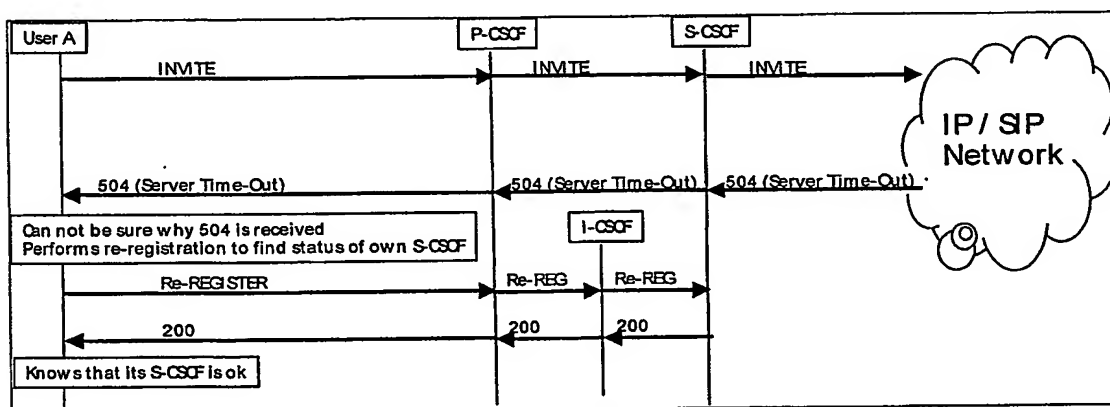 User A
P-CSCF
S-CSCF
INVITE
INVITE
INVITE
IP / SIP
Network
504 (Server Time-Out)
504 (Server Time-Out)
504 (Server Time-Out)
Can not be sure why 504 is received
Performs re-registration to find status of own S-CSCF
I-CSCF
Re-REGISTER
Re-REG
Re-REG
200
200
200
Knows that its S-CSCF is ok